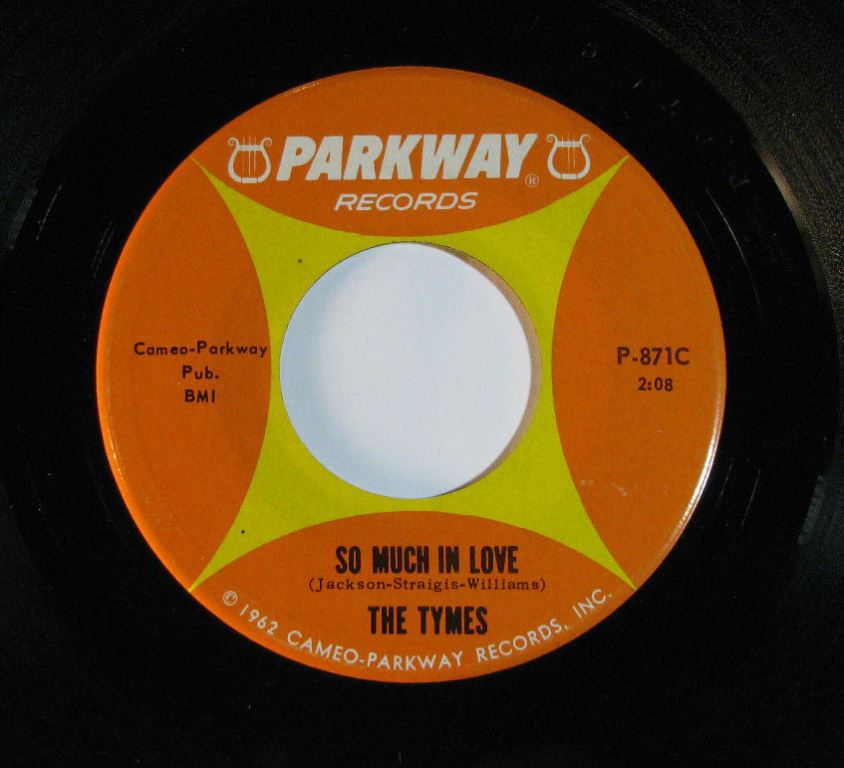 PARKWAY ®
RECORDS
Cameo-Parkway
Pub.
BMI
P-871C
2:08
SO MUCH IN LOVE
(Jackson-Straigis-Williams)
THE TYMES
© 1962 CAMEO-PARKWAY RECORDS, INC.